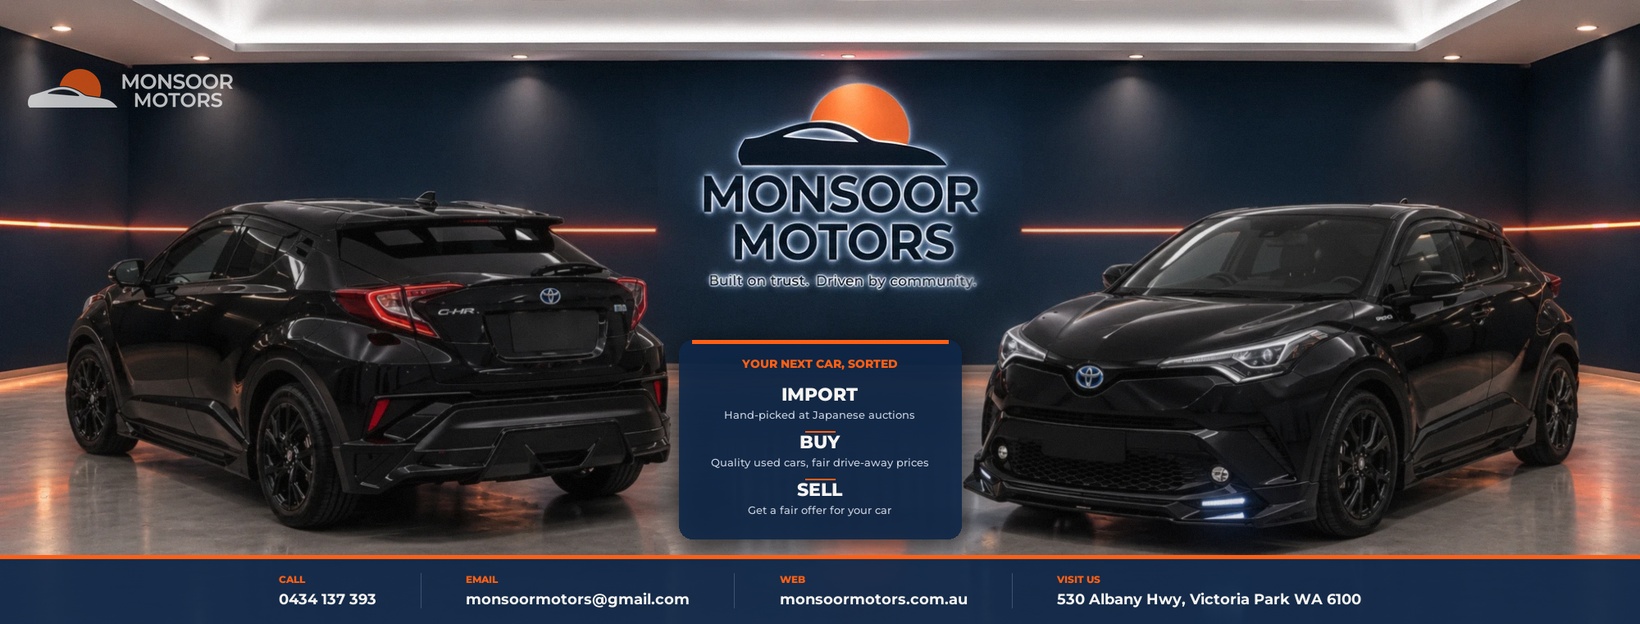 MONSOOR
MOTORS
MONSOOR
MOTORS
Built on trust. Driven by community.
C-HR
YOUR NEXT CAR, SORTED
IMPORT
Hand-picked at Japanese auctions
BUY
Quality used cars, fair drive-away prices
SELL
Get a fair offer for your car
CALL
0434 137 393
EMAIL
monsoormotors@gmail.com
WEB
monsoormotors.com.au
VISIT US
530 Albany Hwy, Victoria Park WA 6100